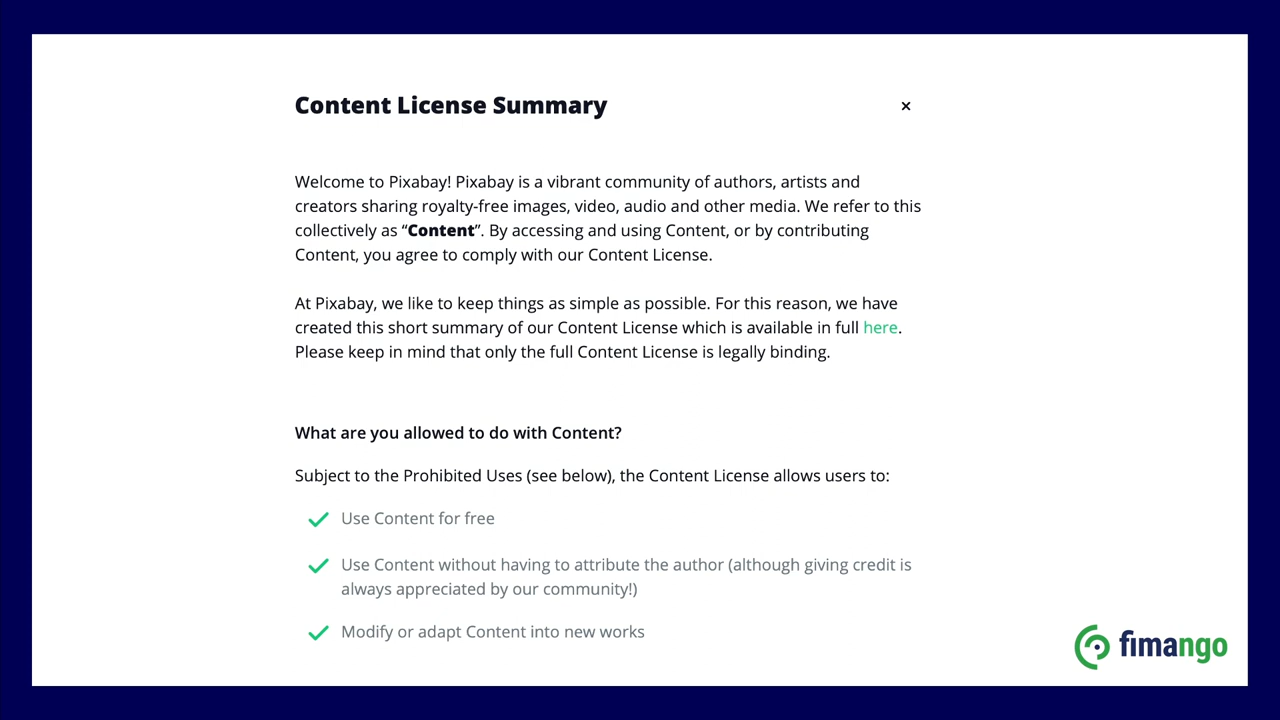 Content License Summary
×
Welcome to Pixabay! Pixabay is a vibrant community of authors, artists and
creators sharing royalty-free images, video, audio and other media. We refer to this
collectively as “Content”. By accessing and using Content, or by contributing
Content, you agree to comply with our Content License.
At Pixabay, we like to keep things as simple as possible. For this reason, we have
created this short summary of our Content License which is available in full here.
Please keep in mind that only the full Content License is legally binding.
What are you allowed to do with Content?
Subject to the Prohibited Uses (see below), the Content License allows users to:
Use Content for free
Use Content without having to attribute the author (although giving credit is
always appreciated by our community!)
Modify or adapt Content into new works
fimango